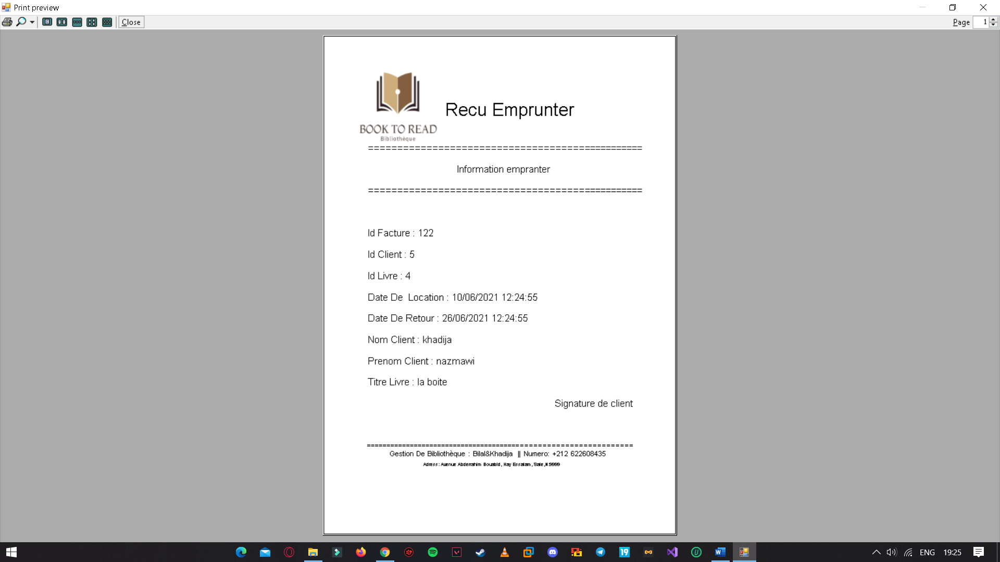 Print preview
Close
Page 1
BOOK TO READ
Bibliothèque
Recu Emprunter
===============================================
Information empranter
===============================================
Id Facture : 122
Id Client : 5
Id Livre : 4
Date De  Location : 10/06/2021 12:24:55
Date De Retour : 26/06/2021 12:24:55
Nom Client : khadija
Prenom Client : nazmawi
Titre Livre : la boite
Signature de client
===============================================
Gestion De Bibliothèque : Bilal&Khadija  || Numero: +212 622608435
Adress : Avenue Abderrahim Bouabid, Hay Essalam, Sale
19
ENG
19:25